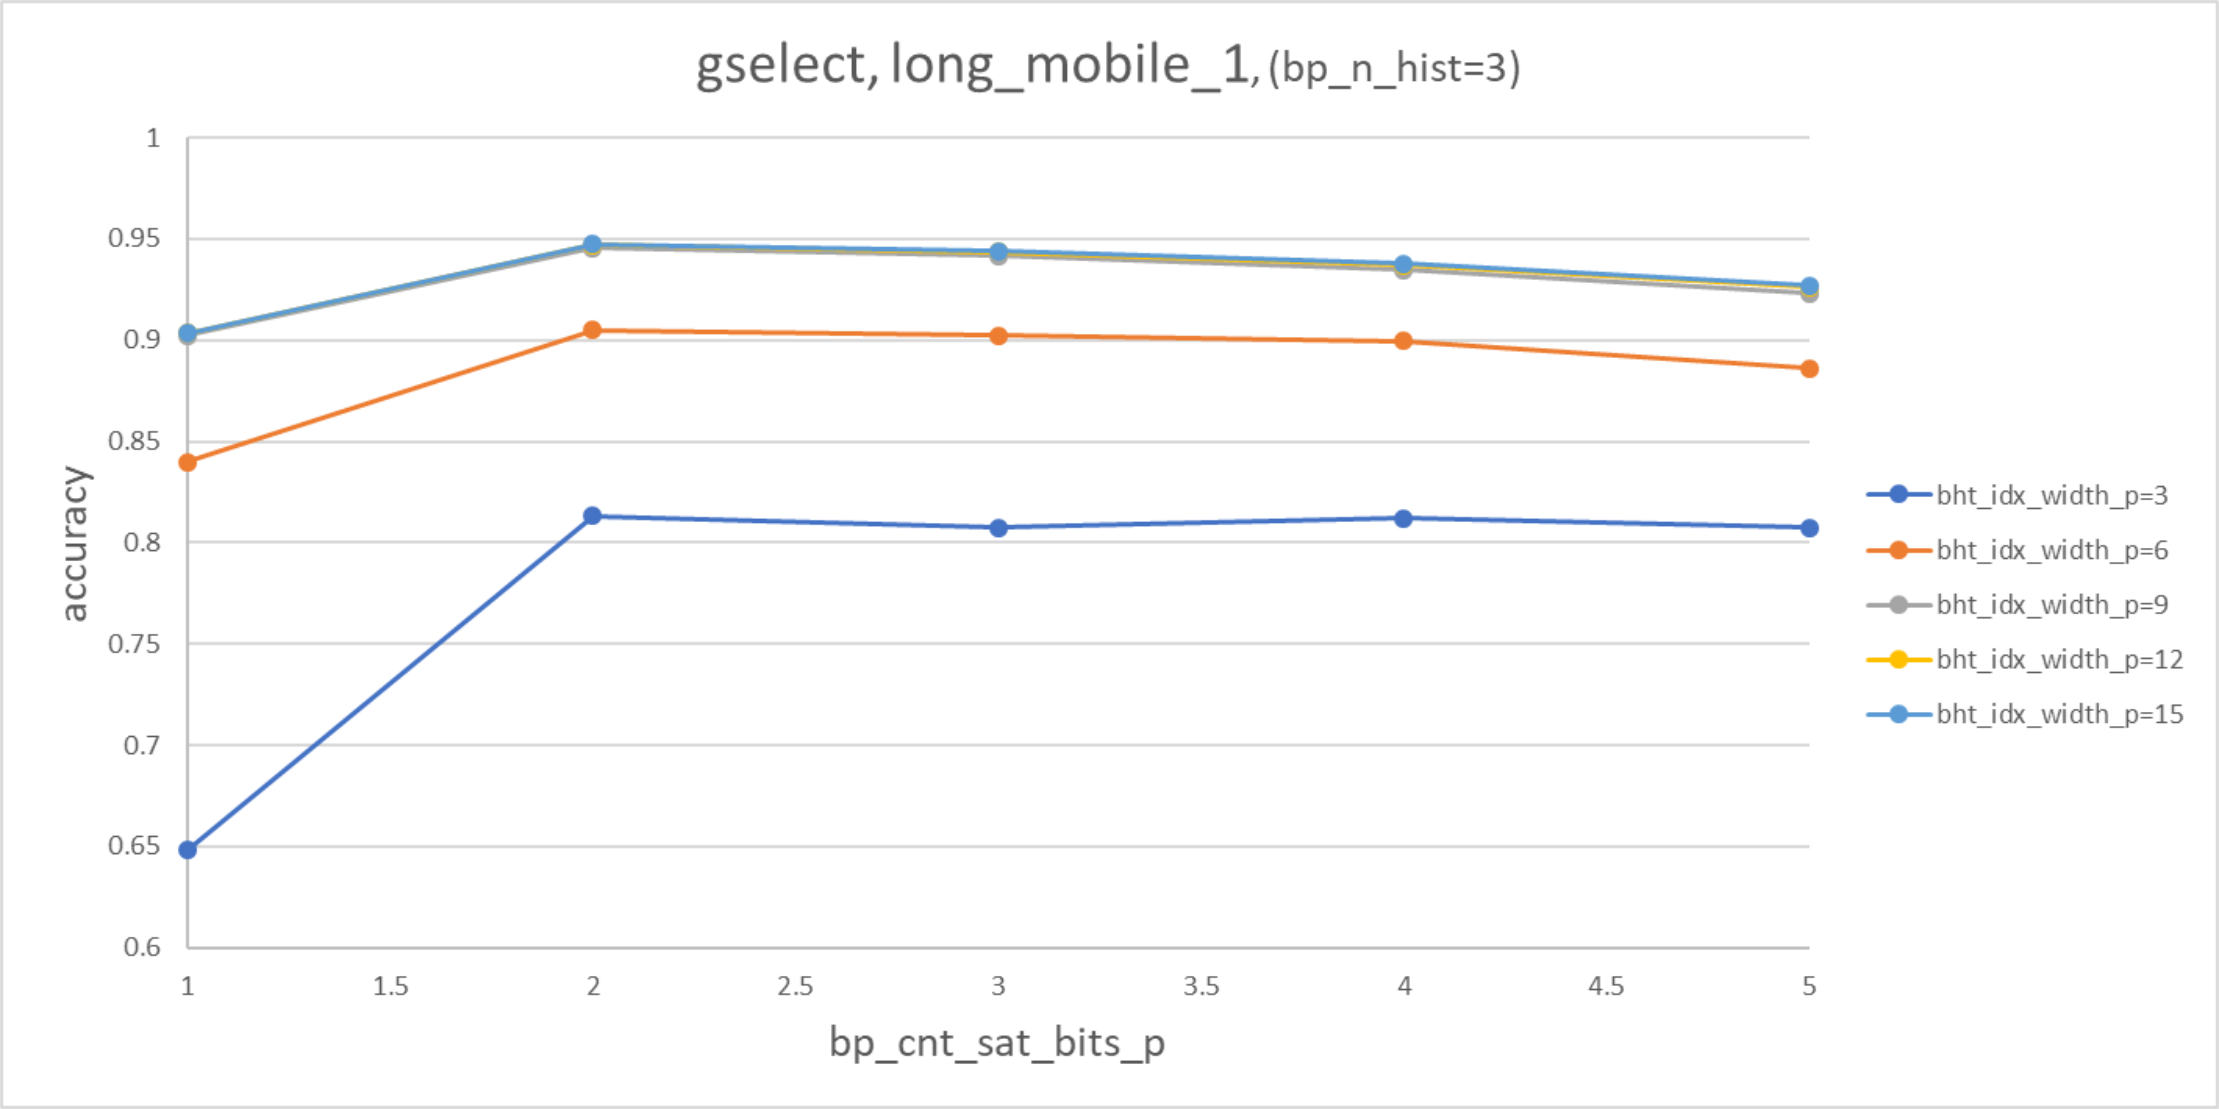 gselect, long_mobile_1, (bp_n_hist=3)
1
0.95
0.9
0.85
0.8
0.75
0.7
0.65
0.6
accuracy
1 1.5 2 2.5 3 3.5 4 4.5 5
bp_cnt_sat_bits_p
bht_idx_width_p=3
bht_idx_width_p=6
bht_idx_width_p=9
bht_idx_width_p=12
bht_idx_width_p=15